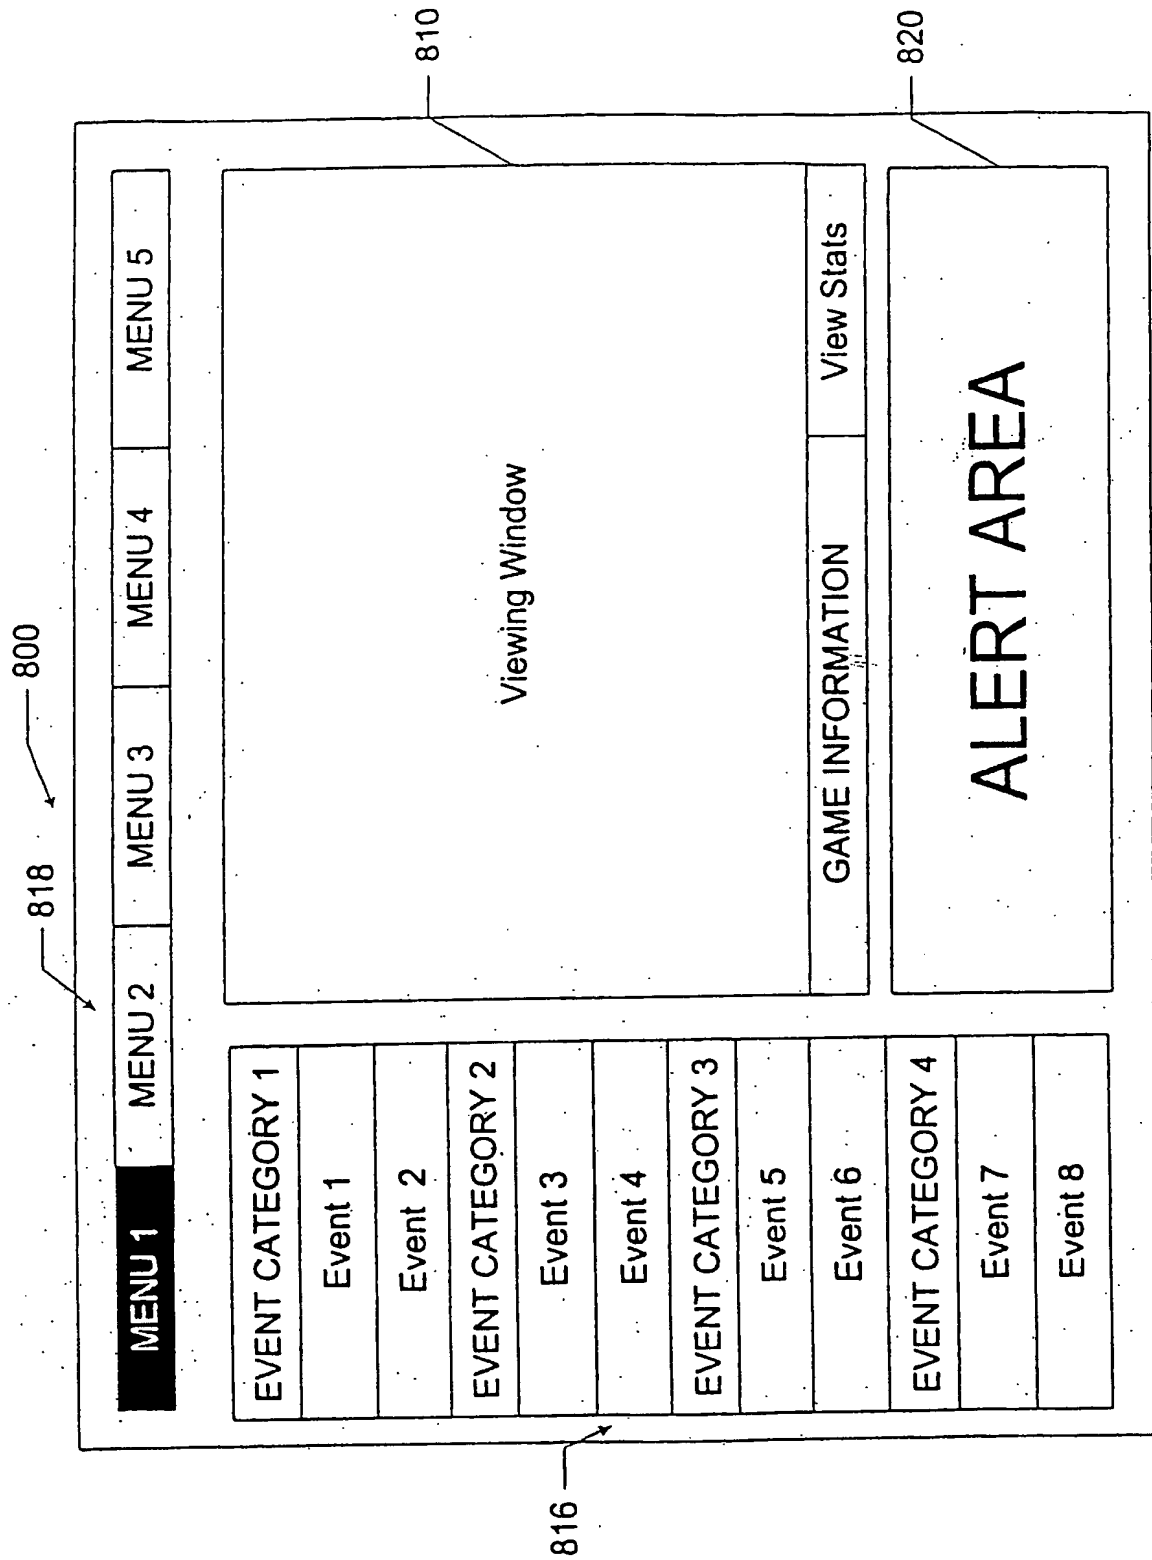 800
818
MENU 1
MENU 2
MENU 3
MENU 4
MENU 5
816
EVENT CATEGORY 1
Event 1
Event 2
EVENT CATEGORY 2
Event 3
Event 4
EVENT CATEGORY 3
Event 5
Event 6
EVENT CATEGORY 4
Event 7
Event 8
Viewing Window
810
GAME INFORMATION
View Stats
ALERT AREA
820